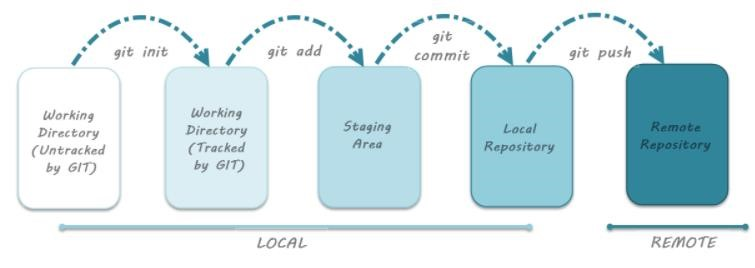 git init
git add
git
commit
git push
Working
Directory
(Untracked
by GIT)
Working
Directory
(Tracked
by GIT)
Staging
Area
Local
Repository
Remote
Repository
LOCAL
REMOTE